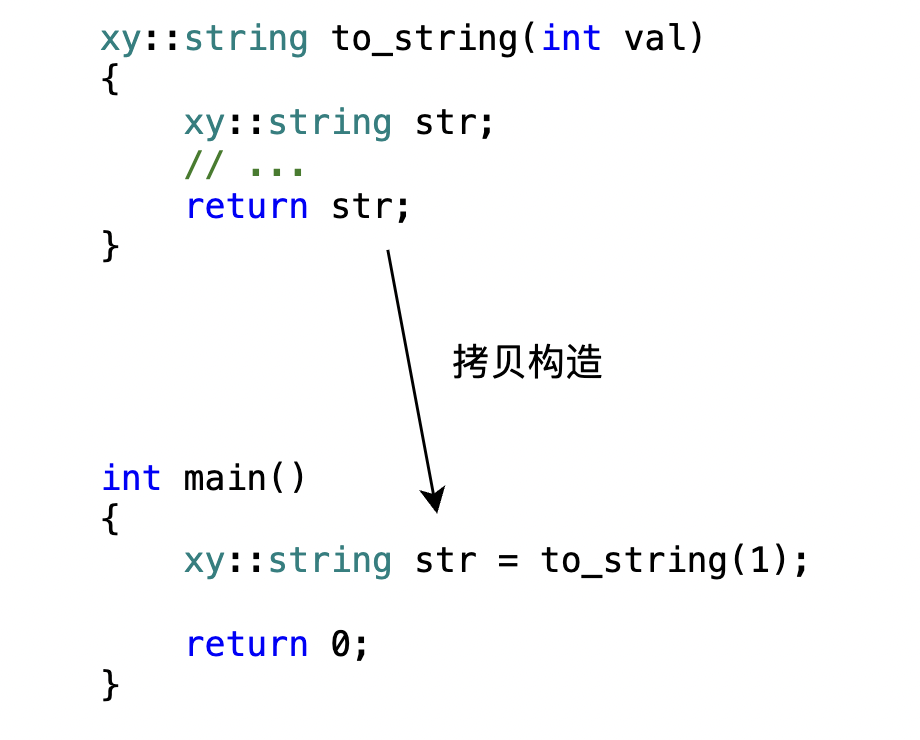 xy::string to_string(int val)
{
    xy::string str;
    // ...
    return str;
}
拷贝构造
int main()
{
    xy::string str = to_string(1);
    return 0;
}